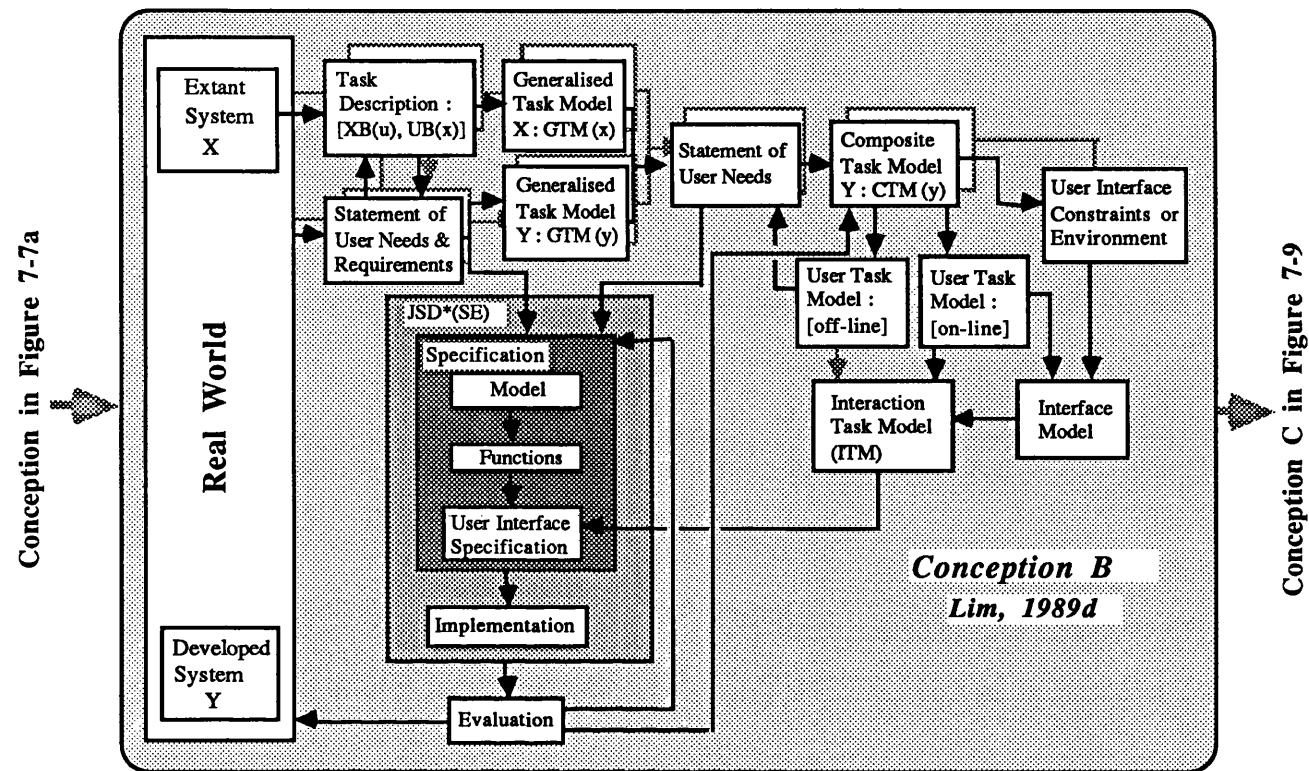 Conception in Figure 7-7a
Real World
Extant
System
X
Developed
System
Y
Task
Description :
[XB(u), UB(x)]
Statement of
User Needs &
Requirements
Generalised
Task Model
X : GTM (x)
Generalised
Task Model
Y : GTM (y)
Statement of
User Needs
Composite
Task Model
Y : CTM (y)
User Interface
Constraints or
Environment
User Task
Model :
[off-line]
User Task
Model :
[on-line]
Interaction
Task Model
(ITM)
Interface
Model
JSD*(SE)
Specification
Model
Functions
User Interface
Specification
Implementation
Evaluation
Conception B
Lim, 1989d
Conception C in Figure 7-9